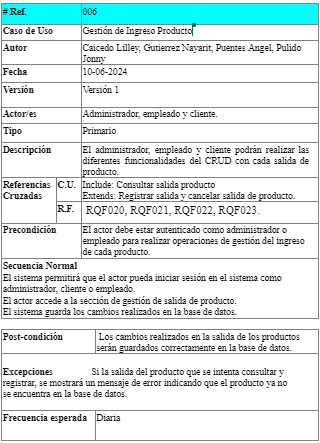 # Ref. 006
Caso de Uso Gestión de Ingreso Producto
Autor Caicedo Lilley, Gutierrez Nayarit, Puentes Angel, Pulido
Jonny
Fecha 10-06-2024
Versión Versión 1
Actor/es Administrador, empleado y cliente.
Tipo Primario
Descripción El administrador, empleado y cliente podrán realizar las
diferentes funcionalidades del CRUD con cada salida de
producto.
Referencias Cruzadas C.U. Include: Consultar salida producto
Extends: Registrar salida y cancelar salida de producto.
R.F. RQF020, RQF021, RQF022, RQF023.
Precondición El actor debe estar autenticado como administrador o
empleado para realizar operaciones de gestión del ingreso
de cada producto.
Secuencia Normal
El sistema permitirá que el actor pueda iniciar sesión en el sistema como
administrador, cliente o empleado.
El actor accede a la sección de gestión de salida de producto.
El sistema guarda los cambios realizados en la base de datos.
Post-condición Los cambios realizados en la salida de los productos
serán guardados correctamente en la base de datos.
Excepciones Si la salida del producto que se intenta consultar y
registrar, se mostrará un mensaje de error indicando que el producto ya no
se encuentra en la base de datos.
Frecuencia esperada Diaria